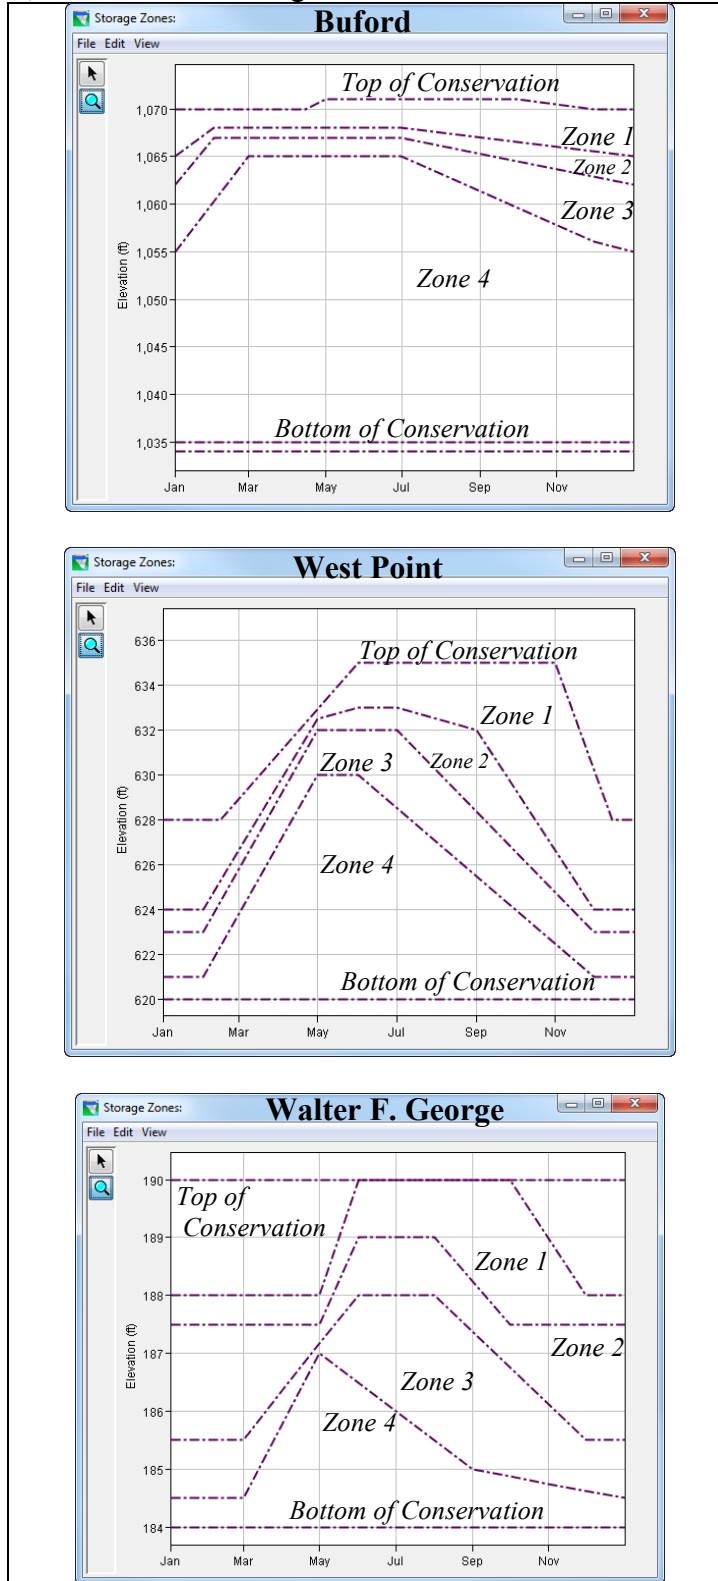 Storage Zones:
Buford
File Edit View
Top of Conservation
1,070
Zone 1
1,065
Zone 2
1,060
Zone 3
1,055
Zone 4
1,050
1,045
1,040
Bottom of Conservation
1,035
Elevation (ft)
Jan Mar May Jul Sep Nov
Storage Zones:
West Point
File Edit View
636
Top of Conservation
634
Zone 1
632
Zone 3 Zone 2
630
628
626
Zone 4
624
622
Bottom of Conservation
620
Elevation (ft)
Jan Mar May Jul Sep Nov
Storage Zones:
Walter F. George
File Edit View
190
Top of
Conservation
189
Zone 1
188
Zone 2
187
Zone 3
186
Zone 4
185
Bottom of Conservation
184
Elevation (ft)
Jan Mar May Jul Sep Nov